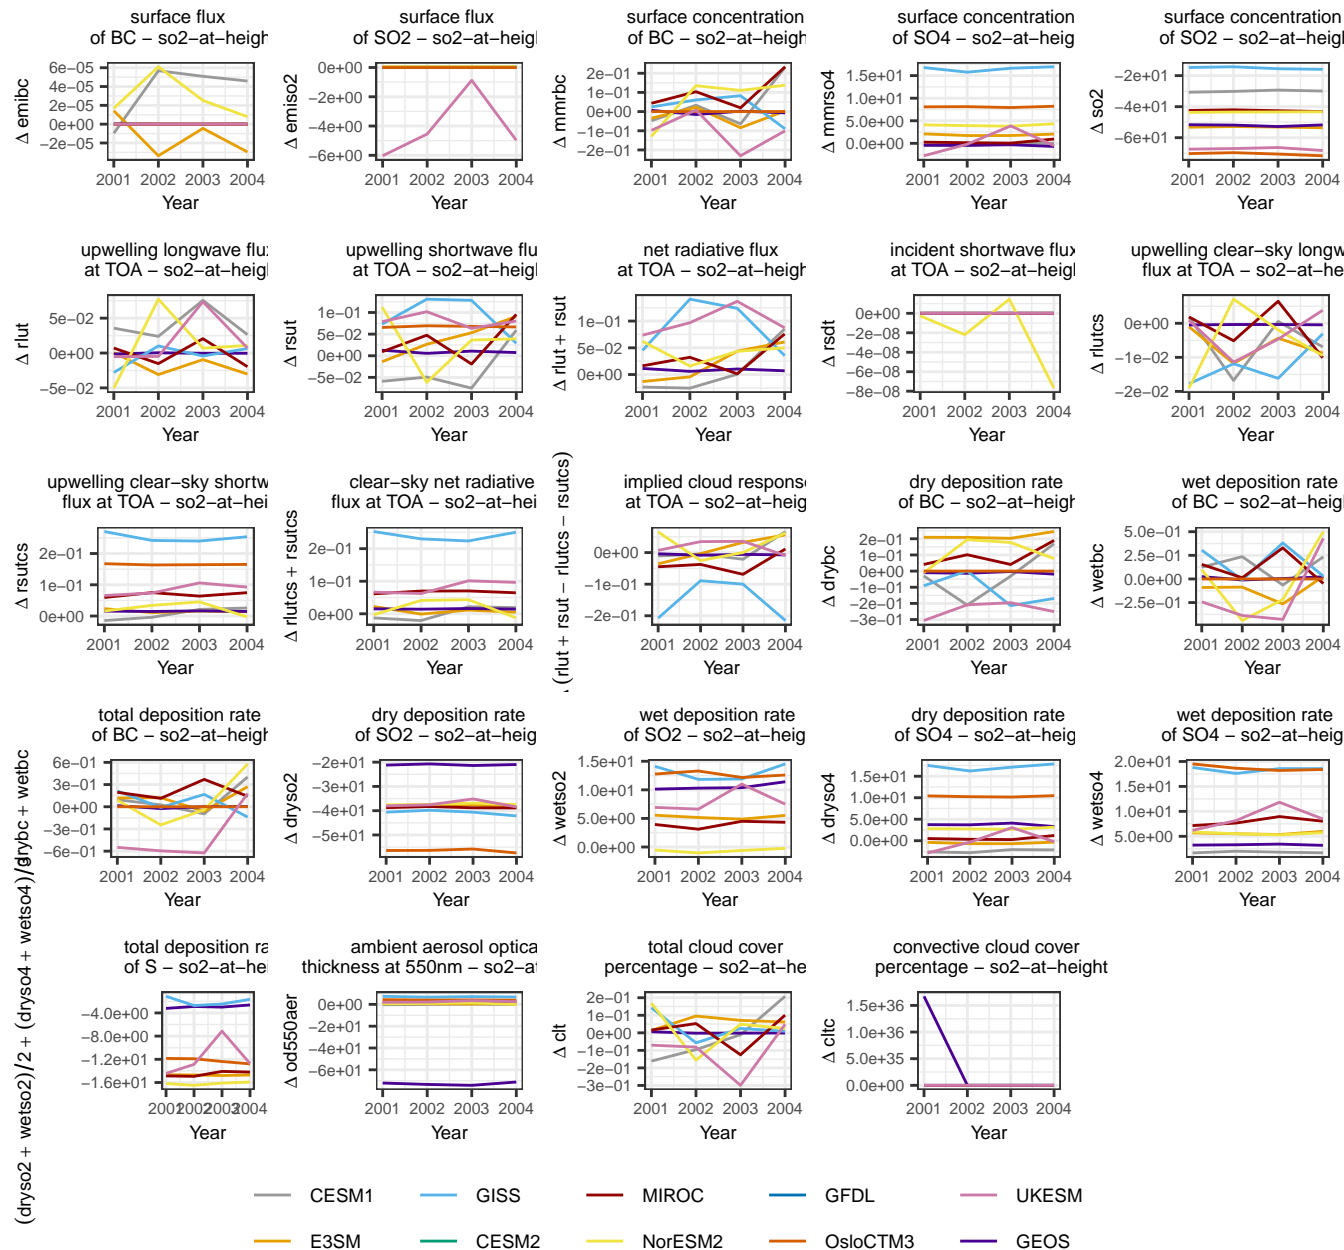 surface flux
of BC − so2−at−heigh
Δ emibc
6e−05
4e−05
2e−05
0e+00
−2e−05
2001 2002 2003 2004
Year
surface flux
of SO2 − so2−at−heigh
Δ emiso2
0e+00
−2e+00
−4e+00
−6e+00
2001 2002 2003 2004
Year
surface concentration
of BC − so2−at−heigh
Δ mmrbc
2e−01
1e−01
0e+00
−1e−01
−2e−01
2001 2002 2003 2004
Year
surface concentration
of SO4 − so2−at−heig
Δ mmrso4
1.5e+01
1.0e+01
5.0e+00
0.0e+00
2001 2002 2003 2004
Year
surface concentration
of SO2 − so2−at−heig
Δ so2
−2e+01
−4e+01
−6e+01
2001 2002 2003 2004
Year
upwelling longwave flux
at TOA − so2−at−heigh
Δ rlut
5e−02
0e+00
−5e−02
2001 2002 2003 2004
Year
upwelling shortwave flu
at TOA − so2−at−heigh
Δ rsut
1e−01
5e−02
0e+00
−5e−02
2001 2002 2003 2004
Year
net radiative flux
at TOA − so2−at−heigh
Δ rlut + rsut
1e−01
5e−02
0e+00
2001 2002 2003 2004
Year
incident shortwave flux
at TOA − so2−at−heigh
Δ rsdt
0e+00
−2e−08
−4e−08
−6e−08
−8e−08
2001 2002 2003 2004
Year
upwelling clear−sky longw
flux at TOA − so2−at−he
Δ rlutcs
0e+00
−1e−02
−2e−02
2001 2002 2003 2004
Year
upwelling clear−sky shortw
flux at TOA − so2−at−hei
Δ rsutcs
2e−01
1e−01
0e+00
2001 2002 2003 2004
Year
clear−sky net radiative
flux at TOA − so2−at−hei
Δ rlutcs + rsutcs
2e−01
1e−01
0e+00
2001 2002 2003 2004
Year
implied cloud response
at TOA − so2−at−heig
(rlut + rsut − rlutcs − rsutcs)
0e+00
−1e−01
−2e−01
2001 2002 2003 2004
Year
dry deposition rate
of BC − so2−at−heigh
Δ drybc
2e−01
1e−01
0e+00
−1e−01
−2e−01
−3e−01
2001 2002 2003 2004
Year
wet deposition rate
of BC − so2−at−heigh
Δ wetbc
5.0e−01
2.5e−01
0.0e+00
−2.5e−01
2001 2002 2003 2004
Year
total deposition rate
of BC − so2−at−heigh
drybc + wetbc
6e−01
3e−01
0e+00
−3e−01
−6e−01
2001 2002 2003 2004
Year
dry deposition rate
of SO2 − so2−at−heig
Δ dryso2
−2e+01
−3e+01
−4e+01
−5e+01
2001 2002 2003 2004
Year
wet deposition rate
of SO2 − so2−at−heig
Δ wetso2
1.5e+01
1.0e+01
5.0e+00
0.0e+00
2001 2002 2003 2004
Year
dry deposition rate
of SO4 − so2−at−heig
Δ dryso4
1.5e+01
1.0e+01
5.0e+00
0.0e+00
2001 2002 2003 2004
Year
wet deposition rate
of SO4 − so2−at−heig
Δ wetso4
2.0e+01
1.5e+01
1.0e+01
5.0e+00
2001 2002 2003 2004
Year
total deposition ra
of S − so2−at−hei
(dryso2 + wetso2)/2 + (dryso4 + wetso4)/
−4.0e+00
−8.0e+00
−1.2e+01
−1.6e+01
2001 2002 2003 2004
Year
ambient aerosol optica
thickness at 550nm − so2−at
Δ od550aer
0e+00
−2e+01
−4e+01
−6e+01
2001 2002 2003 2004
Year
total cloud cover
percentage − so2−at−he
Δ clt
2e−01
1e−01
0e+00
−1e−01
−2e−01
−3e−01
2001 2002 2003 2004
Year
convective cloud cover
percentage − so2−at−height
Δ cltc
1.5e+36
1.0e+36
5.0e+35
0.0e+00
2001 2002 2003 2004
Year
CESM1 GISS MIROC GFDL UKESM
E3SM CESM2 NorESM2 OsloCTM3 GEOS